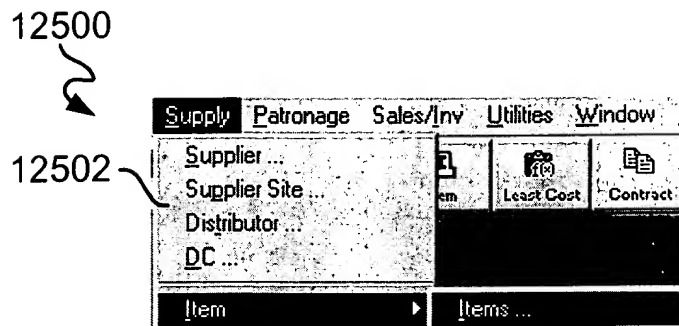 12500
Supply Patronage Sales/Inv Utilities Window
12502
Supplier ...
Supplier Site ...
Distributor ...
DC ...
Least Cost
Contract
Item
Items ...